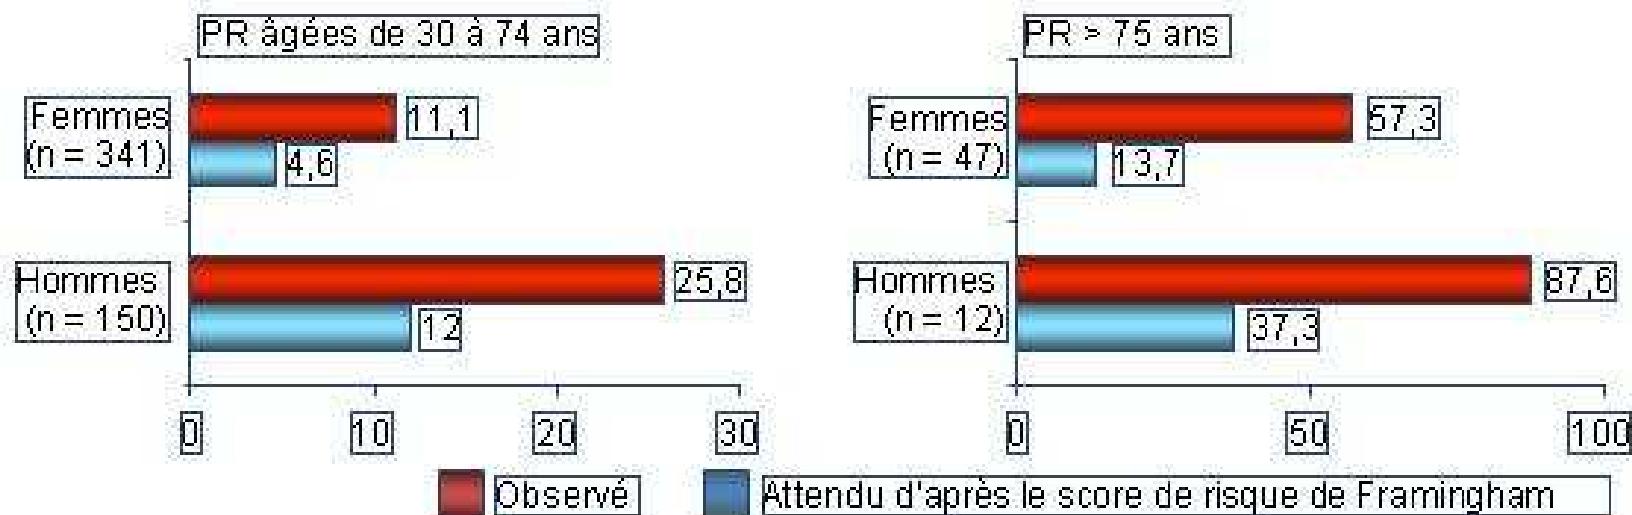 PR âgées de 30 à 74 ans
Femmes
(n = 341)
11,1
4,6
Hommes
(n = 150)
25,8
12
0
10
20
30
PR > 75 ans
Femmes
(n = 47)
57,3
13,7
Hommes
(n = 12)
87,6
37,3
0
50
100
Observé
Attendu d'après le score de risque de Framingham